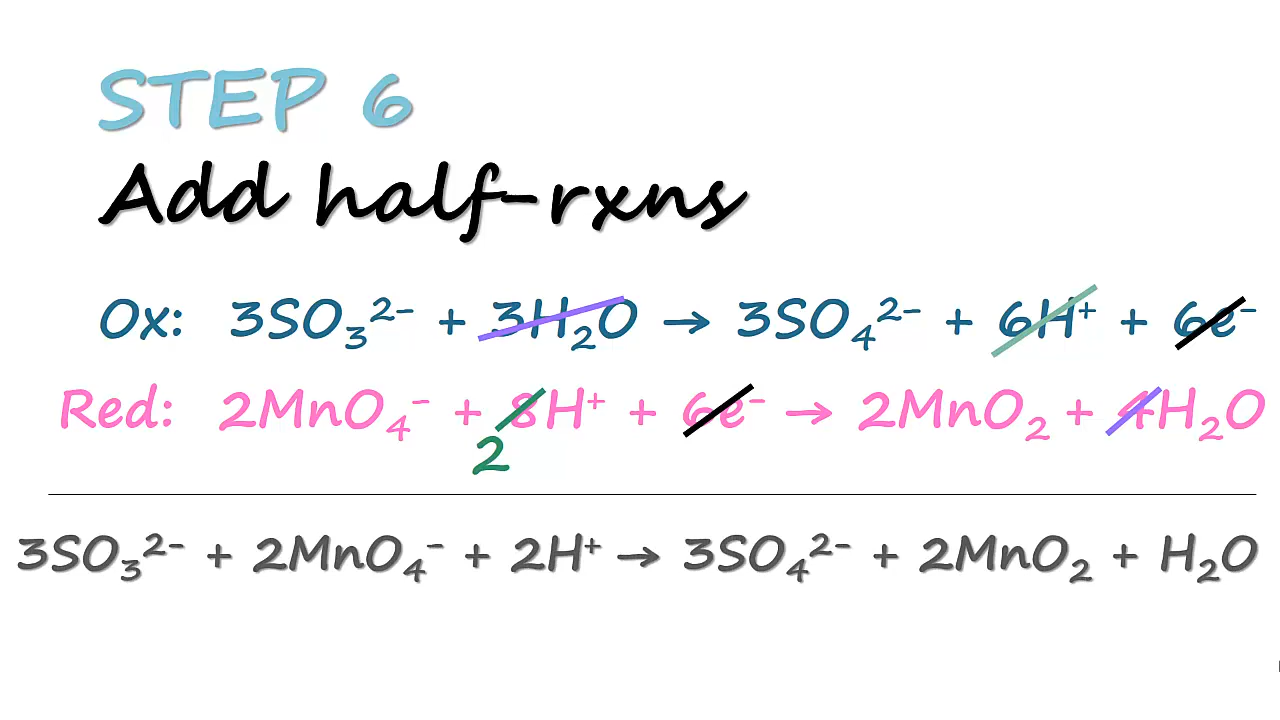 STEP 6
Add half-rxns
Ox: 3SO₃²⁻ + 3H₂O → 3SO₄²⁻ + 6H⁺ + 6e⁻
Red: 2MnO₄⁻ + 8H⁺ + 6e⁻ → 2MnO₂ + 4H₂O
2
3SO₃²⁻ + 2MnO₄⁻ + 2H⁺ → 3SO₄²⁻ + 2MnO₂ + H₂O